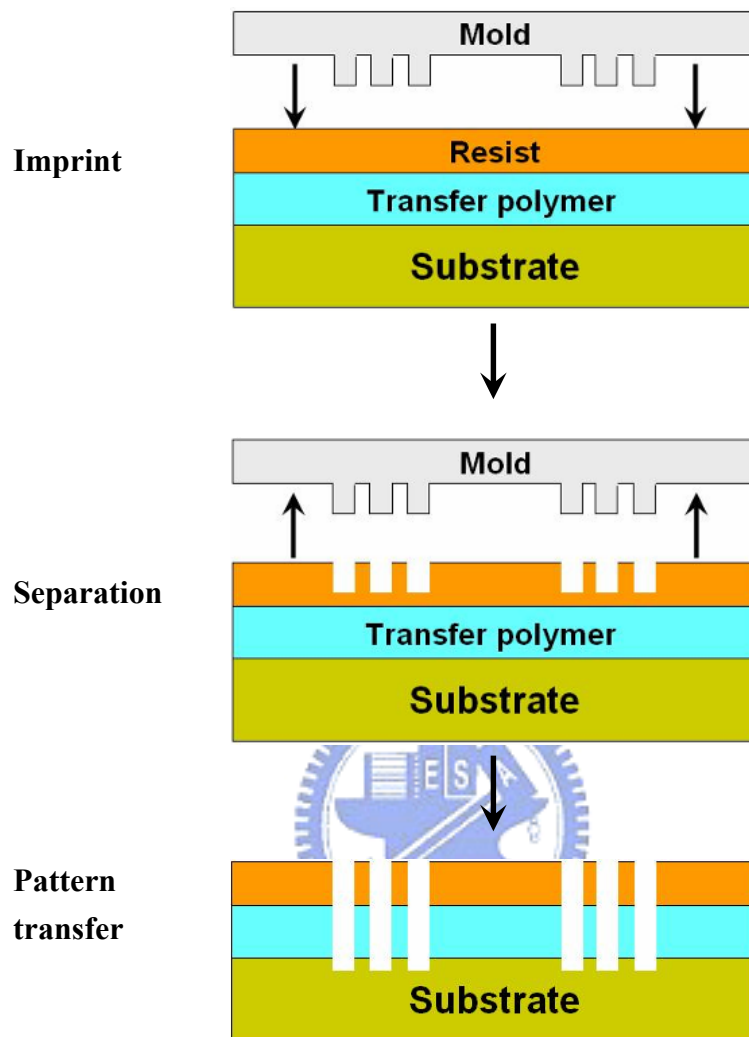 Mold
Imprint
Resist
Transfer polymer
Substrate
Mold
Separation
Transfer polymer
Substrate
E S A
Pattern
transfer
Substrate